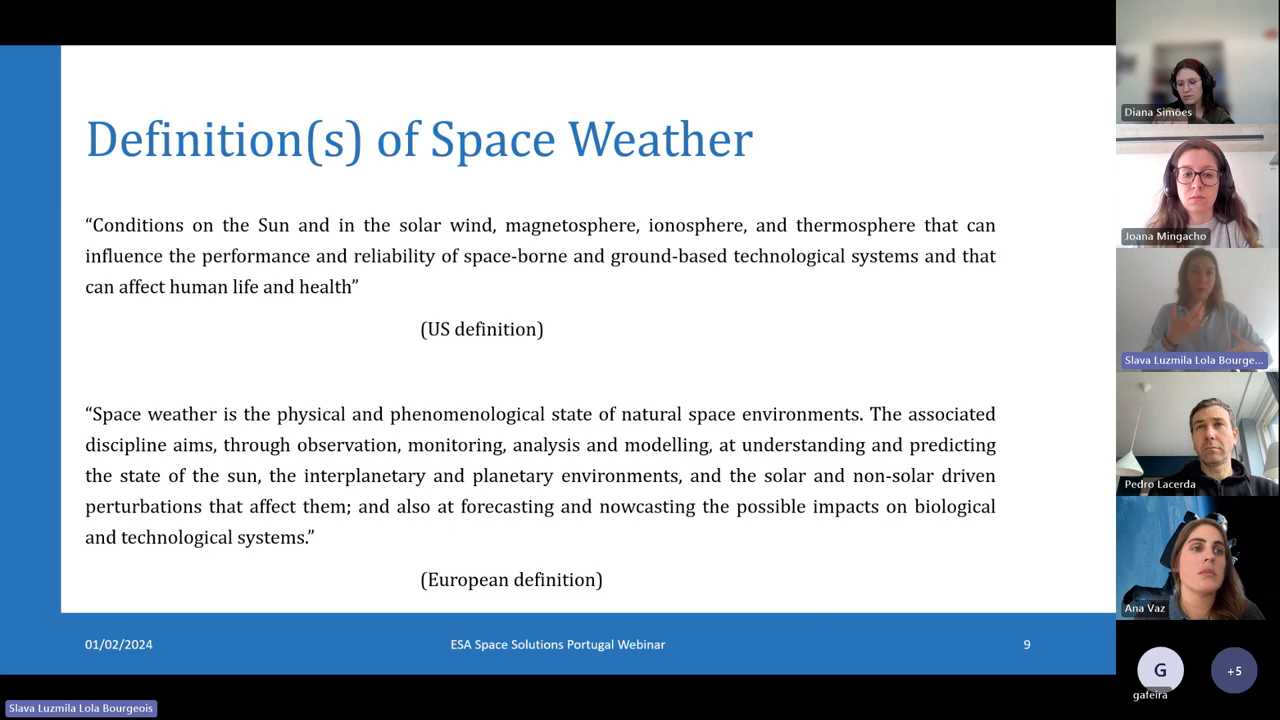 Definition(s) of Space Weather
“Conditions on the Sun and in the solar wind, magnetosphere, ionosphere, and thermosphere that can
influence the performance and reliability of space-borne and ground-based technological systems and that
can affect human life and health”
(US definition)
“Space weather is the physical and phenomenological state of natural space environments. The associated
discipline aims, through observation, monitoring, analysis and modelling, at understanding and predicting
the state of the sun, the interplanetary and planetary environments, and the solar and non-solar driven
perturbations that affect them; and also at forecasting and nowcasting the possible impacts on biological
and technological systems.”
(European definition)
01/02/2024
ESA Space Solutions Portugal Webinar
9
Slava Luzmila Lola Bourgeois
Diana Simões
Joana Mingacho
Slava Luzmila Lola Bourge...
Pedro Lacerda
Ana Vaz
G
gafeira
+5